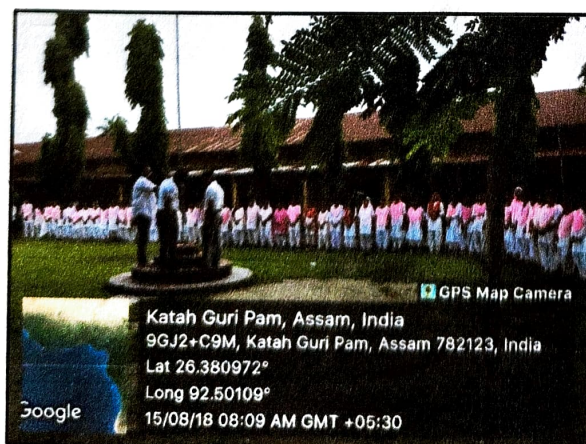 GPS Map Camera
Katah Guri Pam, Assam, India
9GJ2+C9M, Katah Guri Pam, Assam 782123, India
Lat 26.380972°
Long 92.50109°
15/08/18 08:09 AM GMT +05:30
Google